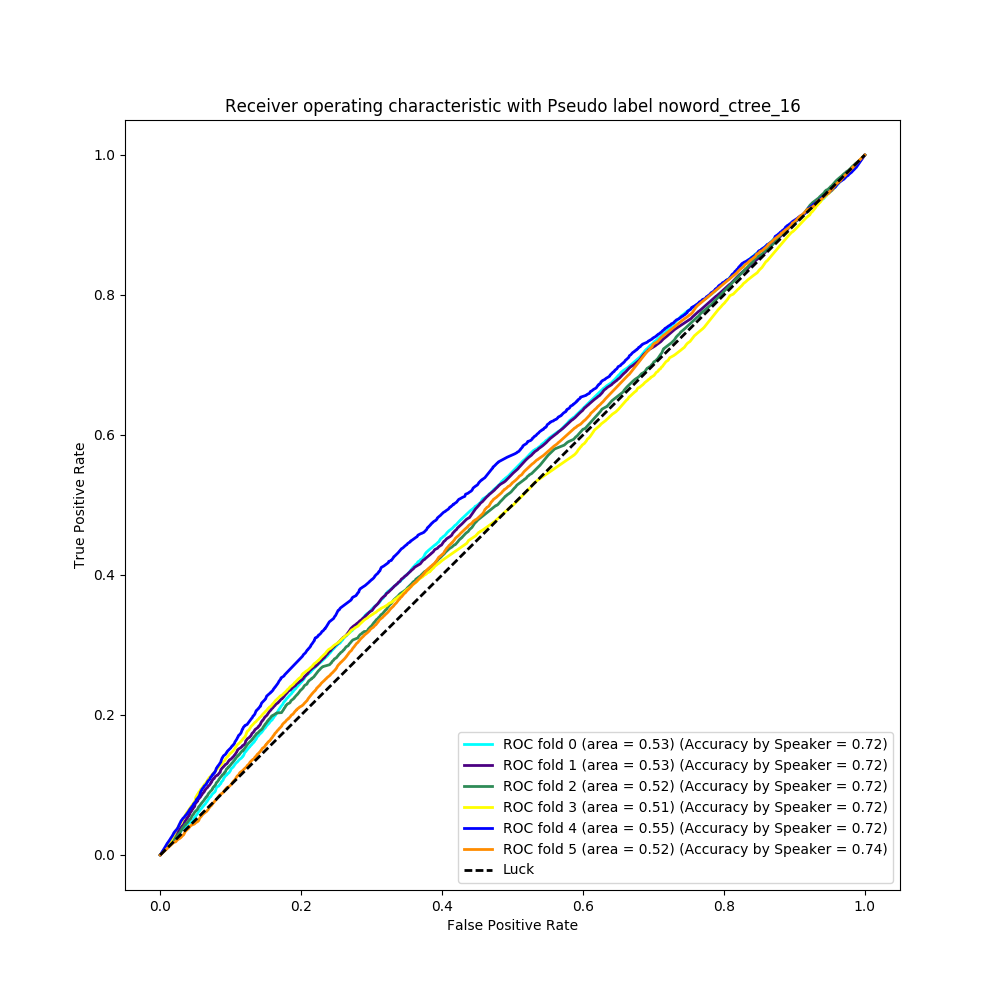 Receiver operating characteristic with Pseudo label noword_ctree_16
1.0
0.8
0.6
0.4
0.2
0.0
True Positive Rate
ROC fold 0 (area = 0.53) (Accuracy by Speaker = 0.72)
ROC fold 1 (area = 0.53) (Accuracy by Speaker = 0.72)
ROC fold 2 (area = 0.52) (Accuracy by Speaker = 0.72)
ROC fold 3 (area = 0.51) (Accuracy by Speaker = 0.72)
ROC fold 4 (area = 0.55) (Accuracy by Speaker = 0.72)
ROC fold 5 (area = 0.52) (Accuracy by Speaker = 0.74)
Luck
0.0 0.2 0.4 0.6 0.8 1.0
False Positive Rate